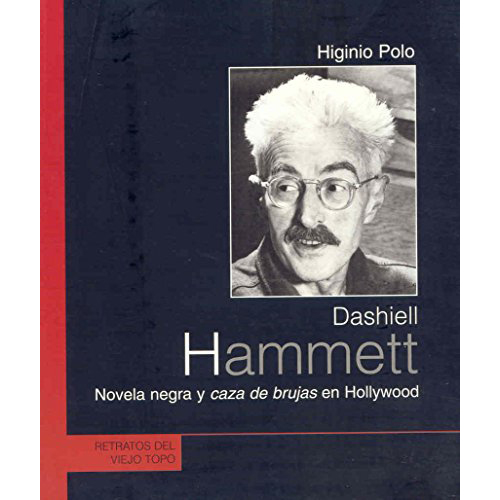 Higinio Polo
Dashiell
Hammett
Novela negra y caza de brujas en Hollywood
RETRATOS DEL
VIEJO TOPO